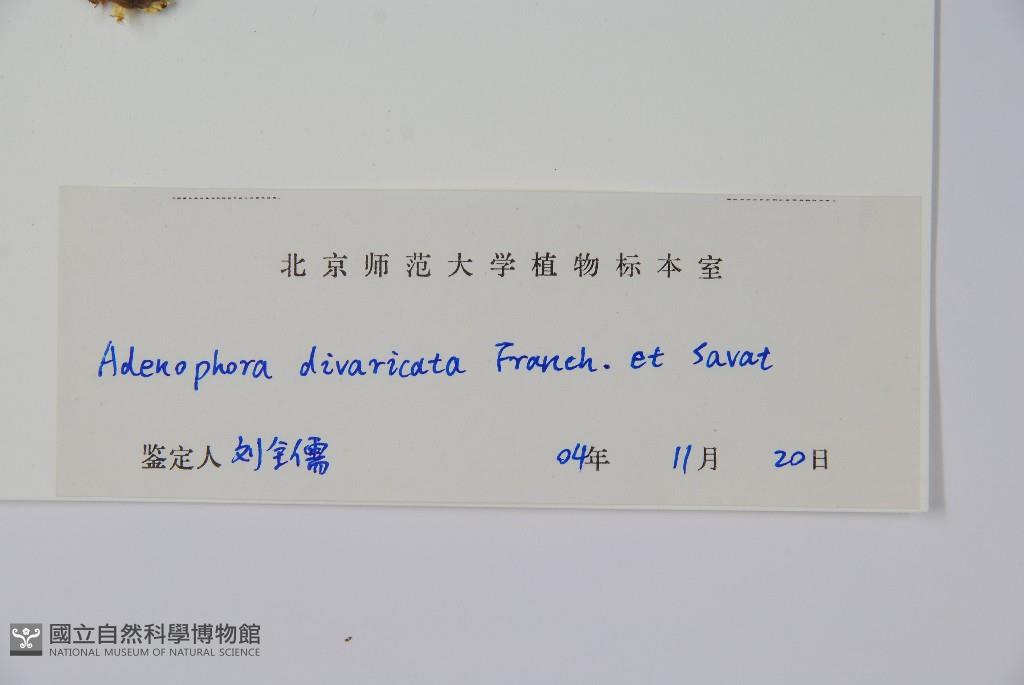 北京师范大学植物标本室
Adenophora divaricata Franch. et Savat
鉴定人 刘全儒 04年 11月 20日
國立自然科學博物館
NATIONAL MUSEUM OF NATURAL SCIENCE